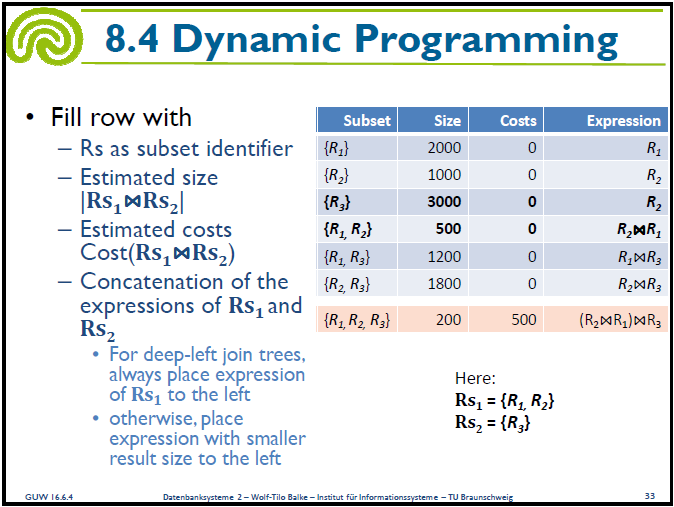 8.4 Dynamic Programming
• Fill row with
– Rs as subset identifier
– Estimated size
|Rs₁⋈Rs₂|
– Estimated costs
Cost(Rs₁⋈Rs₂)
– Concatenation of the
expressions of Rs₁ and
Rs₂
• For deep-left join trees,
always place expression
of Rs₁ to the left
• otherwise, place
expression with smaller
result size to the left
Subset Size Costs Expression
{R₁} 2000 0 R₁
{R₂} 1000 0 R₂
{R₃} 3000 0 R₂
{R₁, R₂} 500 0 R₂⋈R₁
{R₁, R₃} 1200 0 R₁⋈R₃
{R₂, R₃} 1800 0 R₂⋈R₃
{R₁, R₂, R₃} 200 500 (R₂⋈R₁)⋈R₃
Here:
Rs₁ = {R₁, R₂}
Rs₂ = {R₃}
GUW 16.6.4 Datenbanksysteme 2 – Wolf-Tilo Balke – Institut für Informationssysteme – TU Braunschweig 33